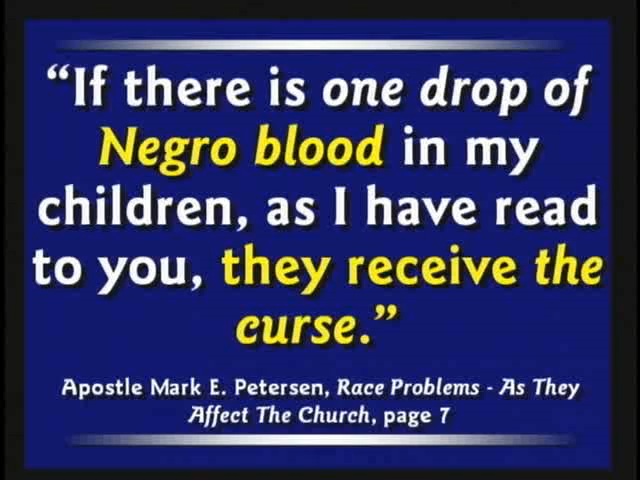 “If there is one drop of
Negro blood in my
children, as I have read
to you, they receive the
curse.”
Apostle Mark E. Petersen, Race Problems - As They
Affect The Church, page 7